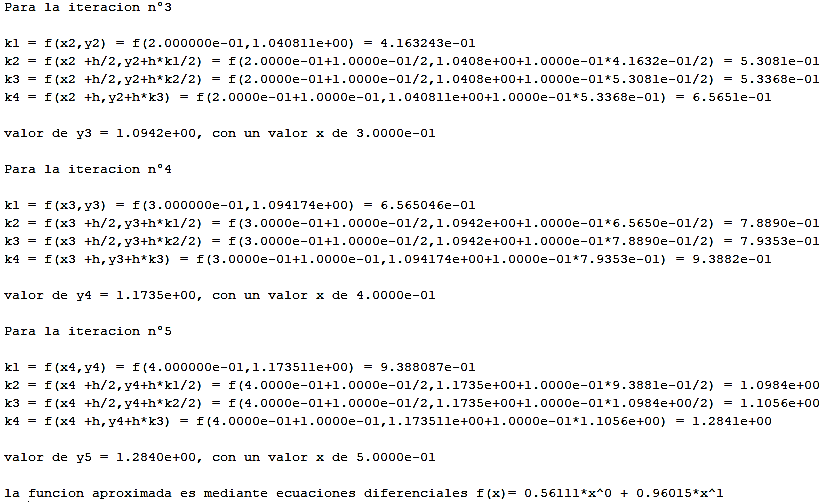 Para la iteracion n°3
k1 = f(x2,y2) = f(2.000000e-01,1.040811e+00) = 4.163243e-01
k2 = f(x2 +h/2,y2+h*k1/2) = f(2.0000e-01+1.0000e-01/2,1.0408e+00+1.0000e-01*4.1632e-01/2) = 5.3081e-01
k3 = f(x2 +h/2,y2+h*k2/2) = f(2.0000e-01+1.0000e-01/2,1.0408e+00+1.0000e-01*5.3081e-01/2) = 5.3368e-01
k4 = f(x2 +h,y2+h*k3) = f(2.0000e-01+1.0000e-01,1.040811e+00+1.0000e-01*5.3368e-01) = 6.5651e-01
valor de y3 = 1.0942e+00, con un valor x de 3.0000e-01
Para la iteracion n°4
k1 = f(x3,y3) = f(3.000000e-01,1.094174e+00) = 6.565046e-01
k2 = f(x3 +h/2,y3+h*k1/2) = f(3.0000e-01+1.0000e-01/2,1.0942e+00+1.0000e-01*6.5650e-01/2) = 7.8890e-01
k3 = f(x3 +h/2,y3+h*k2/2) = f(3.0000e-01+1.0000e-01/2,1.0942e+00+1.0000e-01*7.8890e-01/2) = 7.9353e-01
k4 = f(x3 +h,y3+h*k3) = f(3.0000e-01+1.0000e-01,1.094174e+00+1.0000e-01*7.9353e-01) = 9.3882e-01
valor de y4 = 1.1735e+00, con un valor x de 4.0000e-01
Para la iteracion n°5
k1 = f(x4,y4) = f(4.000000e-01,1.173511e+00) = 9.388087e-01
k2 = f(x4 +h/2,y4+h*k1/2) = f(4.0000e-01+1.0000e-01/2,1.1735e+00+1.0000e-01*9.3881e-01/2) = 1.0984e+00
k3 = f(x4 +h/2,y4+h*k2/2) = f(4.0000e-01+1.0000e-01/2,1.1735e+00+1.0000e-01*1.0984e+00/2) = 1.1056e+00
k4 = f(x4 +h,y4+h*k3) = f(4.0000e-01+1.0000e-01,1.173511e+00+1.0000e-01*1.1056e+00) = 1.2841e+00
valor de y5 = 1.2840e+00, con un valor x de 5.0000e-01
la funcion aproximada es mediante ecuaciones diferenciales f(x)= 0.56111*x^0 + 0.96015*x^1